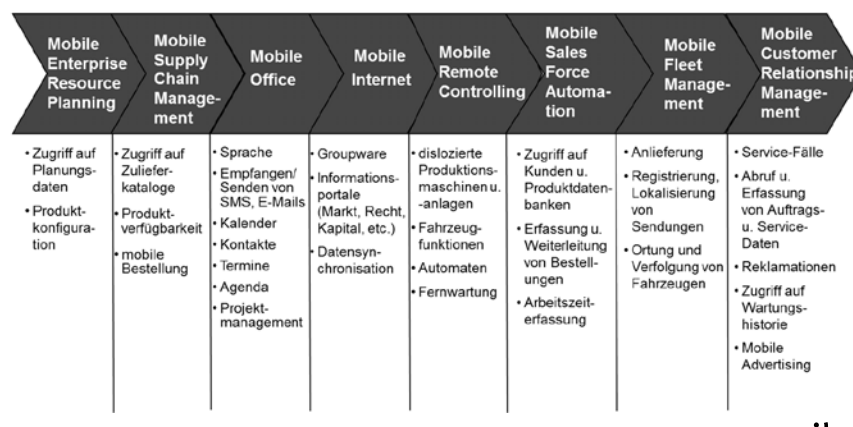 Mobile
Enterprise
Resource
Planning
Mobile
Supply
Chain
Manage-
ment
Mobile
Office
Mobile
Internet
Mobile
Remote
Controlling
Mobile
Sales
Force
Automa-
tion
Mobile
Fleet
Manage-
ment
Mobile
Customer
Relationship
Manage-
ment
• Zugriff auf
Planungs-
daten
• Produkt-
konfigura-
tion
• Zugriff auf
Zuliefer-
kataloge
• Produkt-
verfügbarkeit
• mobile
Bestellung
• Sprache
• Empfangen/
Senden von
SMS, E-Mails
• Kalender
• Kontakte
• Termine
• Agenda
• Projekt-
management
• Groupware
• Informations-
portale
(Markt, Recht,
Kapital, etc.)
• Datensyn-
chronisation
• dislozierte
Produktions-
maschinen u.
-anlagen
• Fahrzeug-
funktionen
• Automaten
• Fernwartung
• Zugriff auf
Kunden u.
Produktdaten-
banken
• Erfassung u.
Weiterleitung
von Bestell-
ungen
• Arbeitszeit-
erfassung
• Anlieferung
• Registrierung,
Lokalisierung
von
Sendungen
• Ortung und
Verfolgung von
Fahrzeugen
• Service-Fälle
• Abruf u.
Erfassung
von Auftrags-
u. Service-
Daten
• Reklamationen
• Zugriff auf
Wartungs-
historie
• Mobile
Advertising